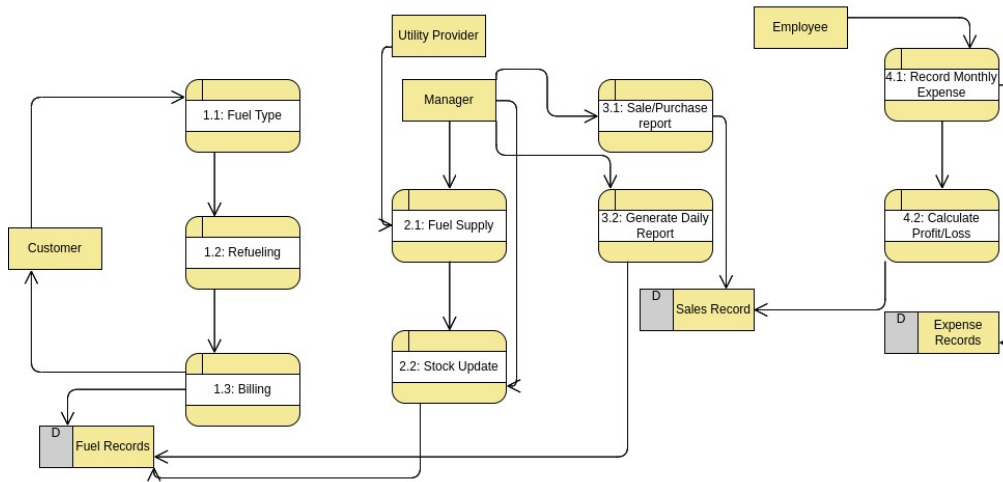 Utility Provider
Employee
Manager
1.1: Fuel Type
3.1: Sale/Purchase
report
4.1: Record Monthly
Expense
Customer
1.2: Refueling
2.1: Fuel Supply
3.2: Generate Daily
Report
4.2: Calculate
Profit/Loss
D
Sales Record
D
Expense
Records
1.3: Billing
2.2: Stock Update
D
Fuel Records